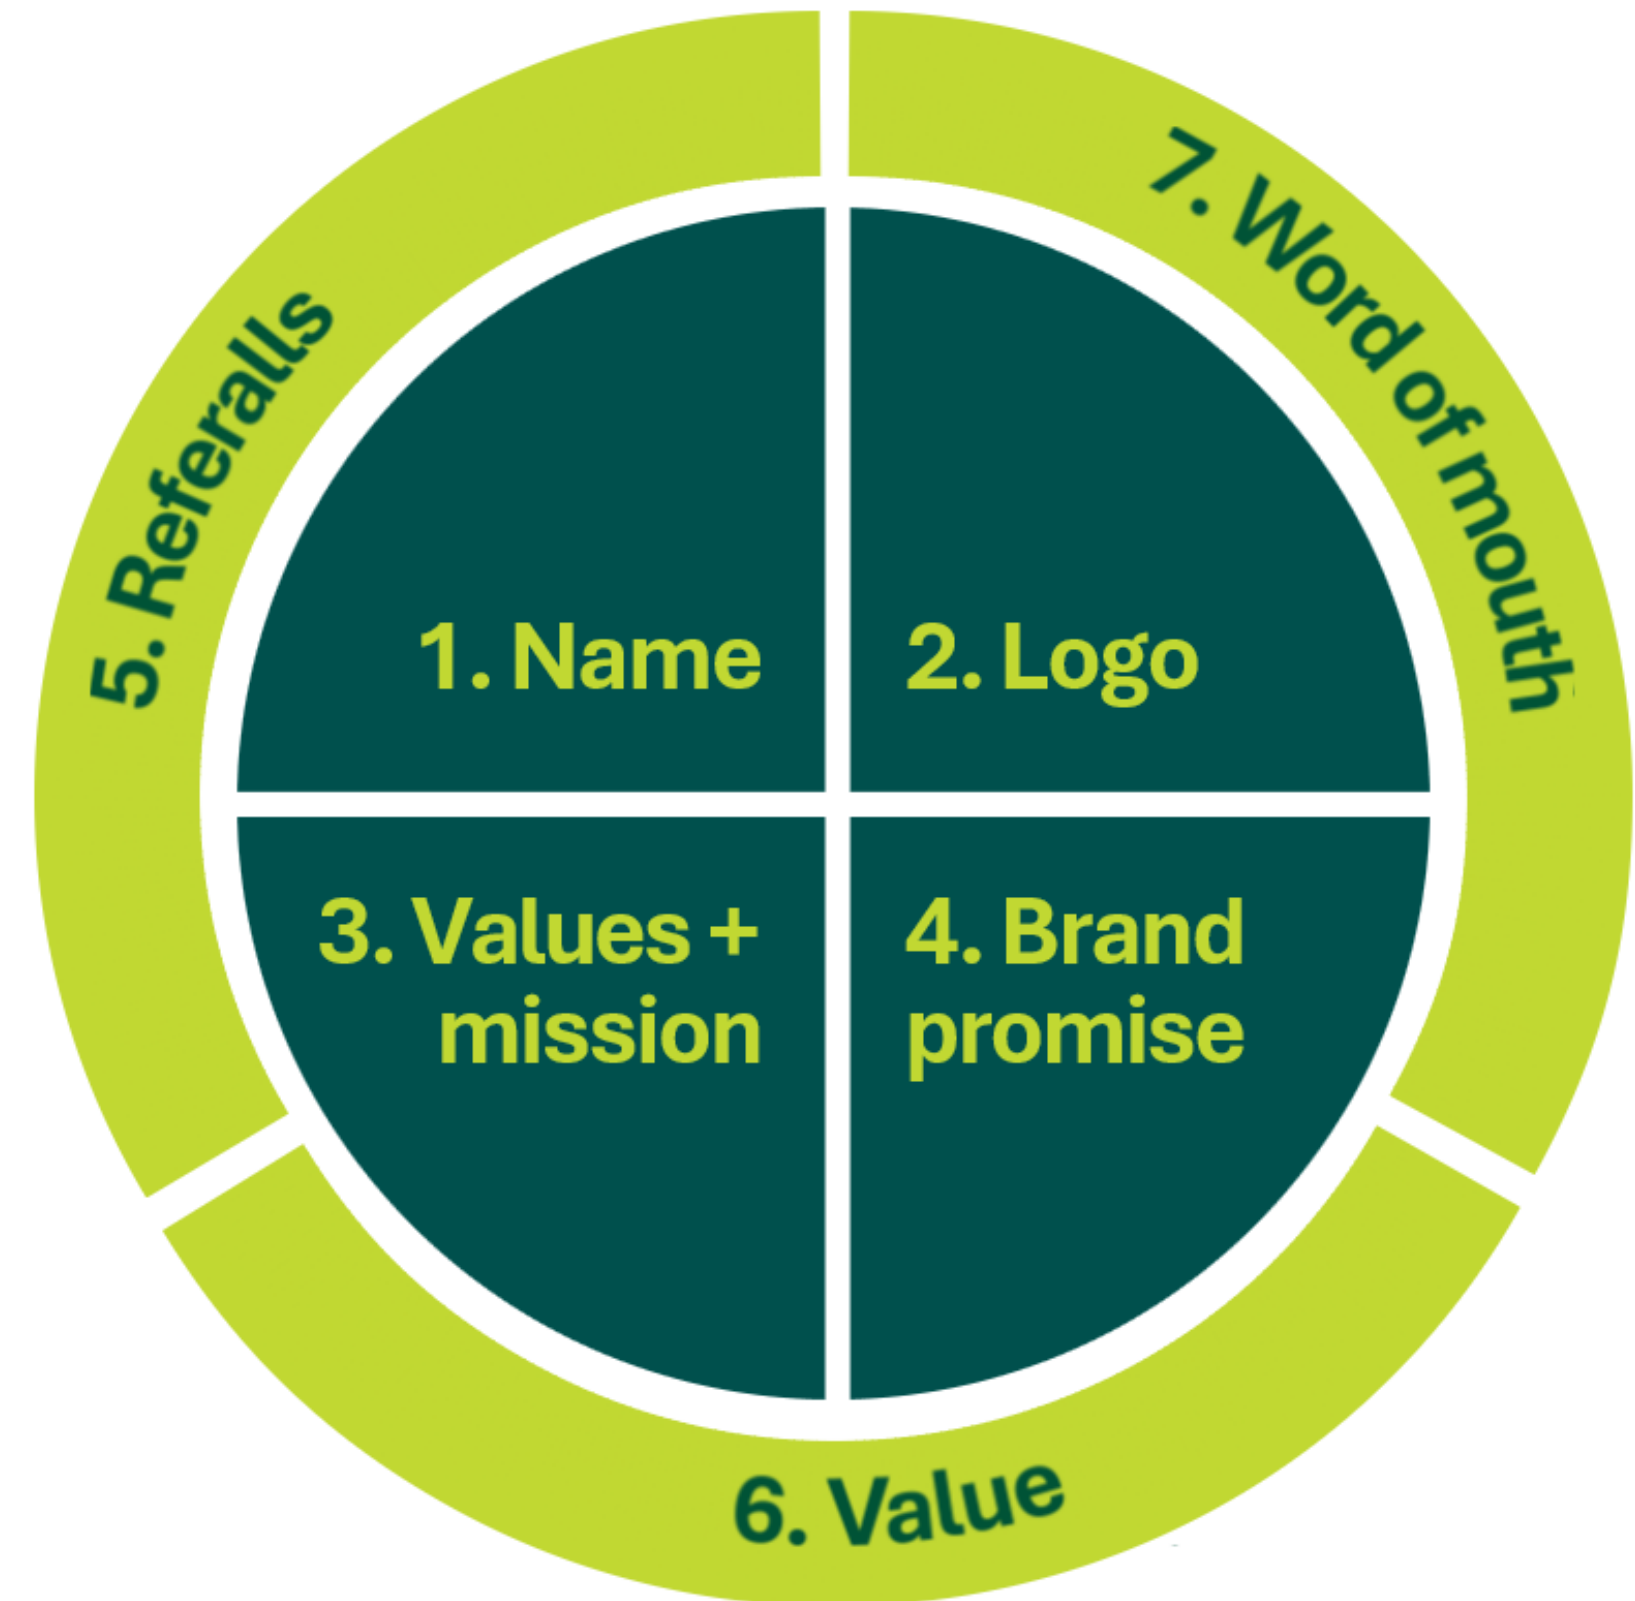 1. Name
2. Logo
3. Values +
mission
4. Brand
promise
5. Referalls
6. Value
7. Word of mouth